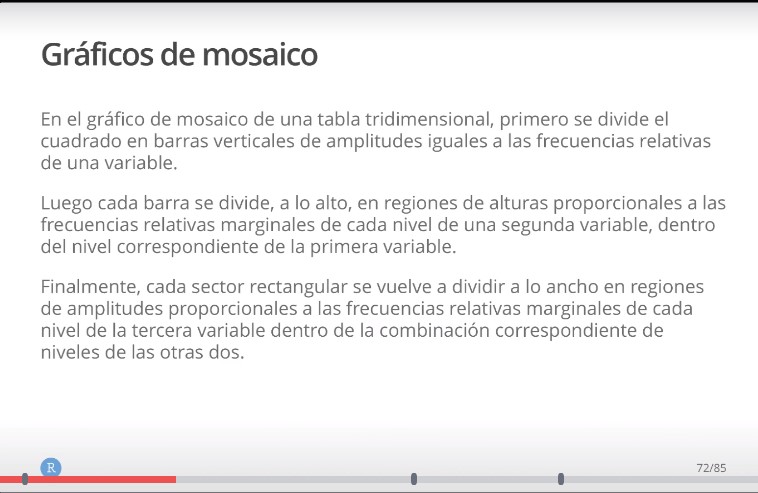 Gráficos de mosaico
En el gráfico de mosaico de una tabla tridimensional, primero se divide el
cuadrado en barras verticales de amplitudes iguales a las frecuencias relativas
de una variable.
Luego cada barra se divide, a lo alto, en regiones de alturas proporcionales a las
frecuencias relativas marginales de cada nivel de una segunda variable, dentro
del nivel correspondiente de la primera variable.
Finalmente, cada sector rectangular se vuelve a dividir a lo ancho en regiones
de amplitudes proporcionales a las frecuencias relativas marginales de cada
nivel de la tercera variable dentro de la combinación correspondiente de
niveles de las otras dos.
R
72/85